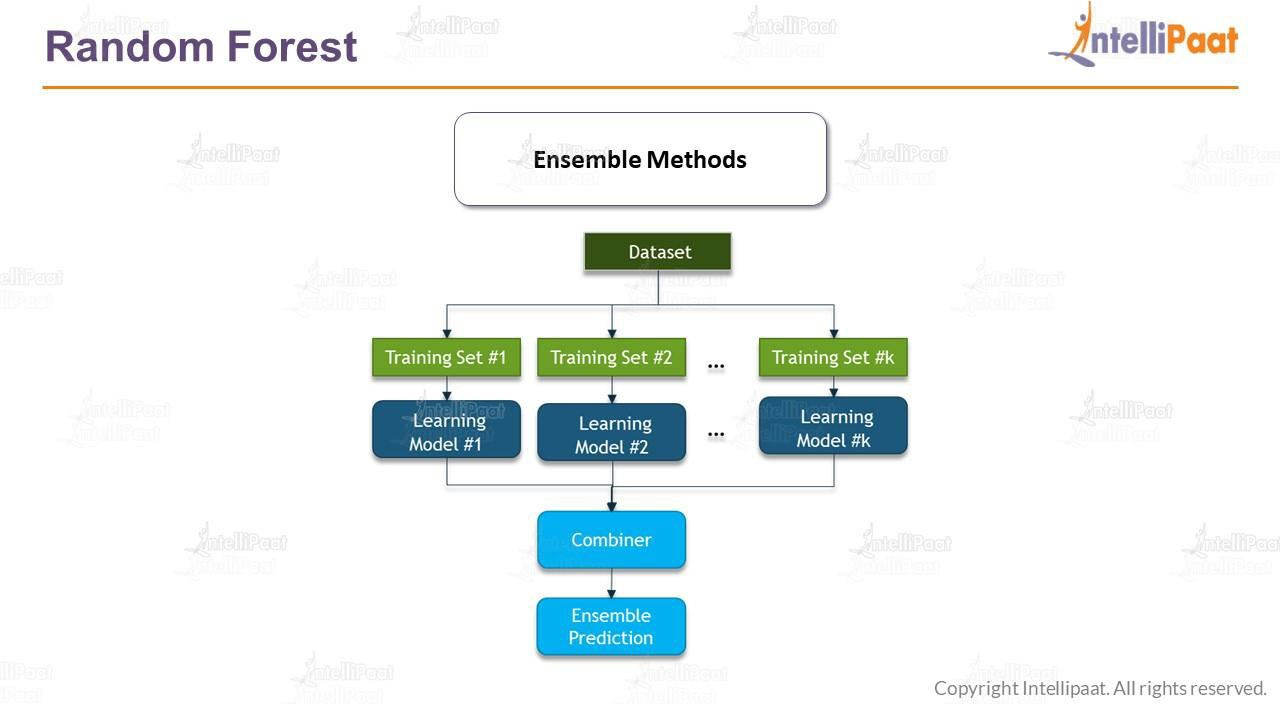 Random Forest
IntelliPaat
Ensemble Methods
Dataset
Training Set #1
Training Set #2
...
Training Set #k
Learning
Model #1
Learning
Model #2
...
Learning
Model #k
Combiner
Ensemble
Prediction
Copyright Intellipaat. All rights reserved.